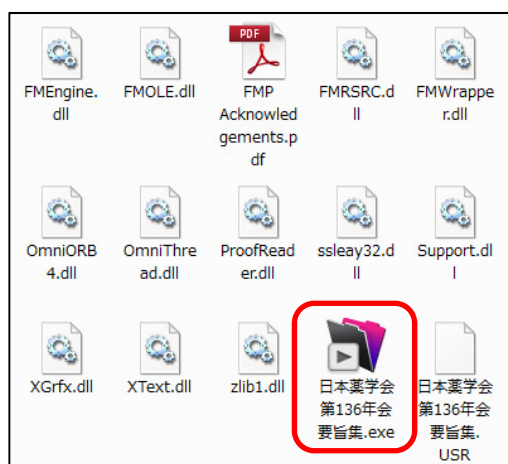 PDF
FMEngine. FMOLE.dll FMP FMRSRC.d FMWrappe
dll Acknowled ll r.dll
gements.p
df
OmniORB OmniThre ProofRead ssleay32.d Support.dl
4.dll ad.dll er.dll ll l
XGrfx.dll XText.dll zlib1.dll 日本薬学会 日本薬学会
第136年会 第136年会
要旨集.exe 要旨集.
USR